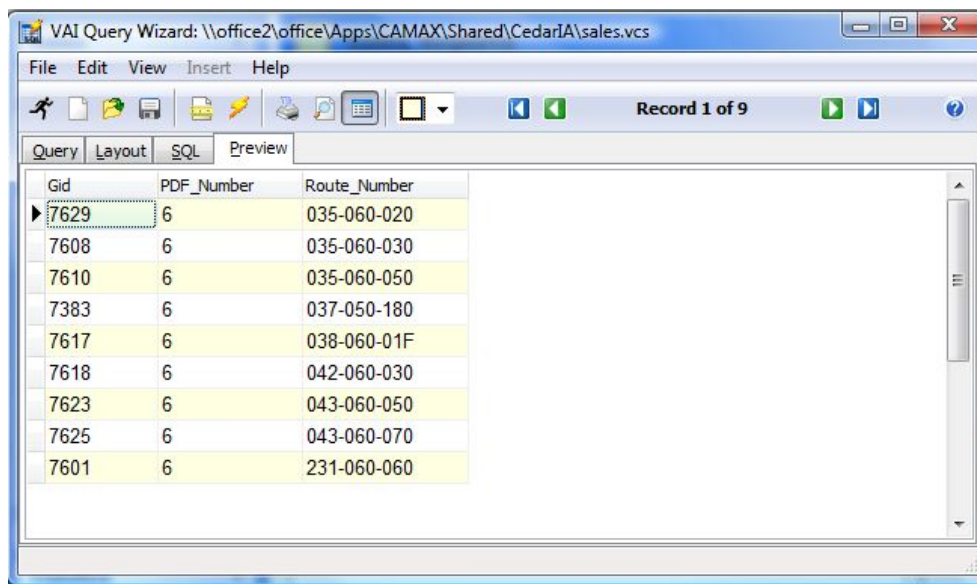 VAI Query Wizard: \\office2\office\Apps\CAMAX\Shared\CedarIA\sales.vcs
File Edit View Insert Help
Record 1 of 9
Query Layout SQL Preview
Gid PDF_Number Route_Number
7629 6 035-060-020
7608 6 035-060-030
7610 6 035-060-050
7383 6 037-050-180
7617 6 038-060-01F
7618 6 042-060-030
7623 6 043-060-050
7625 6 043-060-070
7601 6 231-060-060